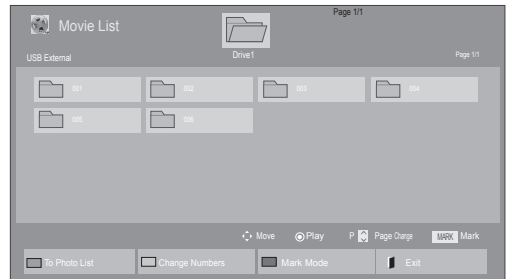 Page 1/1
Movie List
USB External
Drive1
Page 1/1
001 002 003 004
005 006
Move Play P Page Change MARK Mark
To Photo List Change Numbers Mark Mode Exit